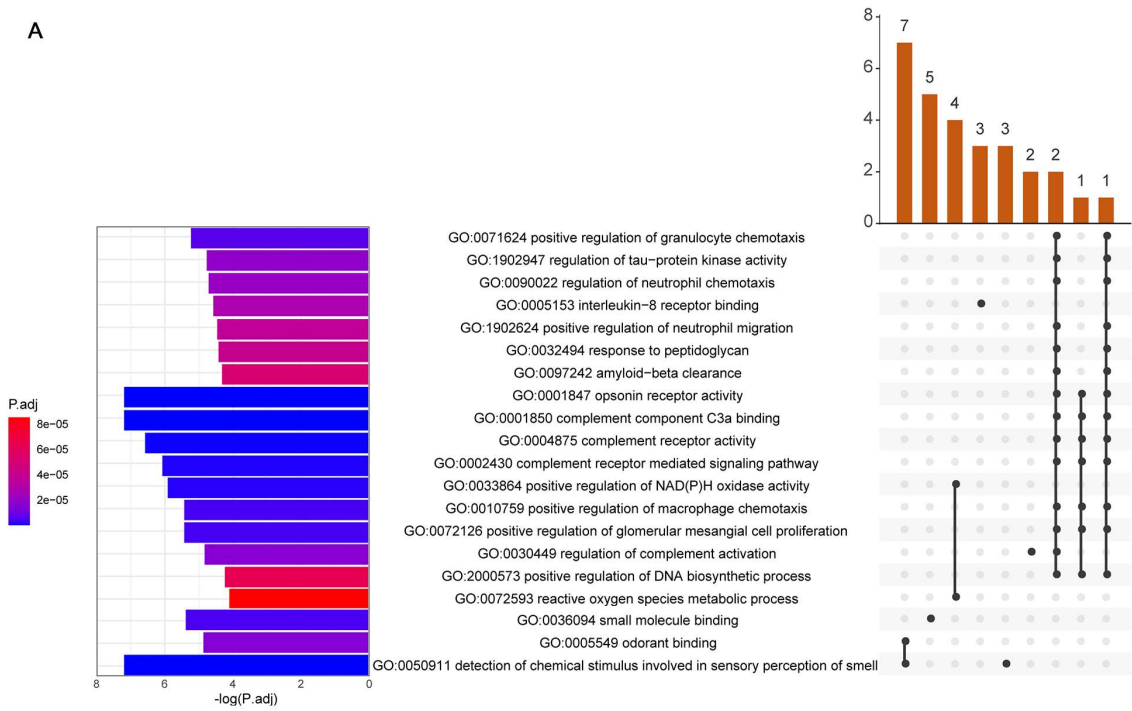 A
8
6
4
2
0
7
5
4
3
3
2
2
1
1
GO:0071624 positive regulation of granulocyte chemotaxis
GO:1902947 regulation of tau−protein kinase activity
GO:0090022 regulation of neutrophil chemotaxis
GO:0005153 interleukin−8 receptor binding
GO:1902624 positive regulation of neutrophil migration
GO:0032494 response to peptidoglycan
GO:0097242 amyloid−beta clearance
GO:0001847 opsonin receptor activity
GO:0001850 complement component C3a binding
GO:0004875 complement receptor activity
GO:0002430 complement receptor mediated signaling pathway
GO:0033864 positive regulation of NAD(P)H oxidase activity
GO:0010759 positive regulation of macrophage chemotaxis
GO:0072126 positive regulation of glomerular mesangial cell proliferation
GO:0030449 regulation of complement activation
GO:2000573 positive regulation of DNA biosynthetic process
GO:0072593 reactive oxygen species metabolic process
GO:0036094 small molecule binding
GO:0005549 odorant binding
GO:0050911 detection of chemical stimulus involved in sensory perception of smell
P.adj
8e−05
6e−05
4e−05
2e−05
8 6 4 2 0
-log(P.adj)